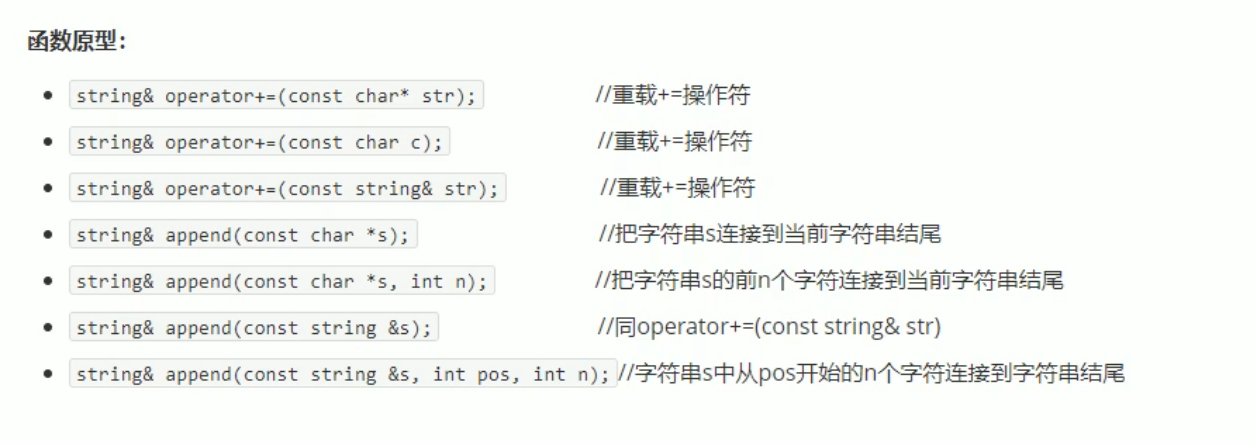 函数原型：
• string& operator+=(const char* str); //重载+=操作符
• string& operator+=(const char c); //重载+=操作符
• string& operator+=(const string& str); //重载+=操作符
• string& append(const char *s); //把字符串s连接到当前字符串结尾
• string& append(const char *s, int n); //把字符串s的前n个字符连接到当前字符串结尾
• string& append(const string &s); //同operator+=(const string& str)
• string& append(const string &s, int pos, int n);//字符串s中从pos开始的n个字符连接到字符串结尾